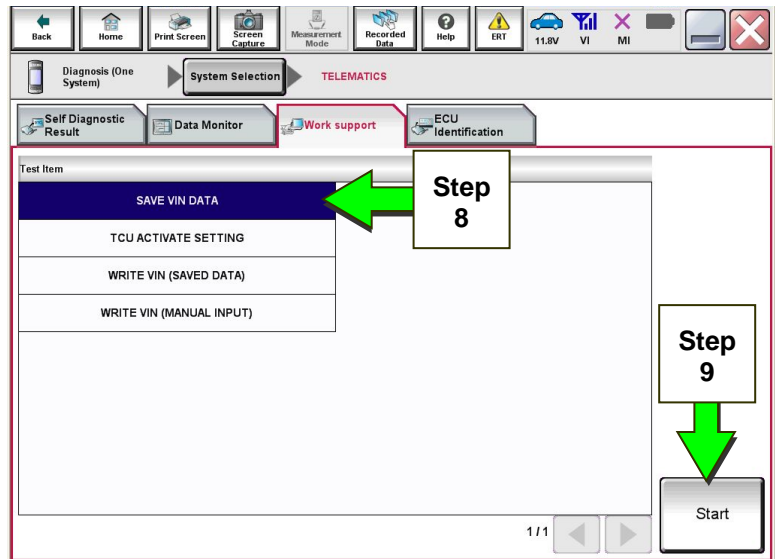 Back
Home
Print Screen
Screen
Capture
Measurement
Mode
Recorded
Data
Help
ERT
11.8V
VI
MI
Diagnosis (One
System)
System Selection
TELEMATICS
Self Diagnostic
Result
Data Monitor
Work support
ECU
Identification
Test Item
SAVE VIN DATA
TCU ACTIVATE SETTING
WRITE VIN (SAVED DATA)
WRITE VIN (MANUAL INPUT)
Step
8
Step
9
1/1
Start